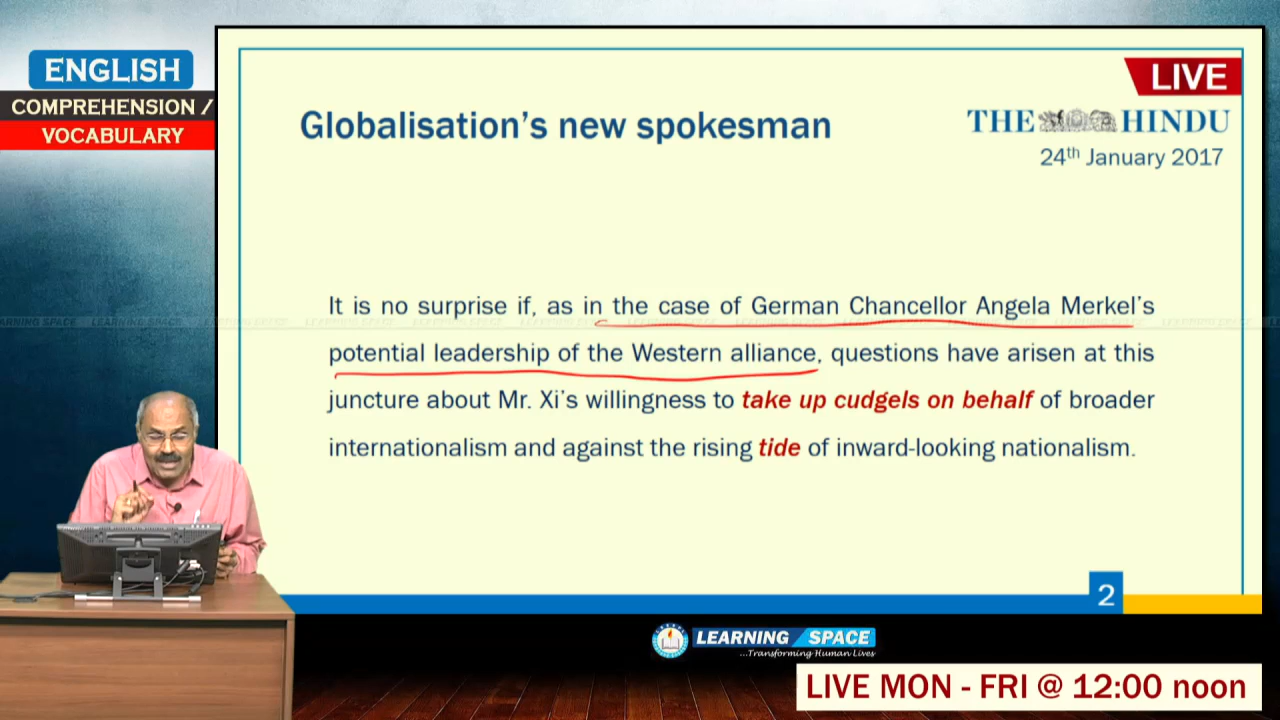 ENGLISH
COMPREHENSION /
VOCABULARY
LIVE
Globalisation's new spokesman
THE HINDU
24th January 2017
It is no surprise if, as in the case of German Chancellor Angela Merkel's
potential leadership of the Western alliance, questions have arisen at this
juncture about Mr. Xi's willingness to take up cudgels on behalf of broader
internationalism and against the rising tide of inward-looking nationalism.
2
LEARNING SPACE
...Transforming Human Lives
LIVE MON - FRI @ 12:00 noon